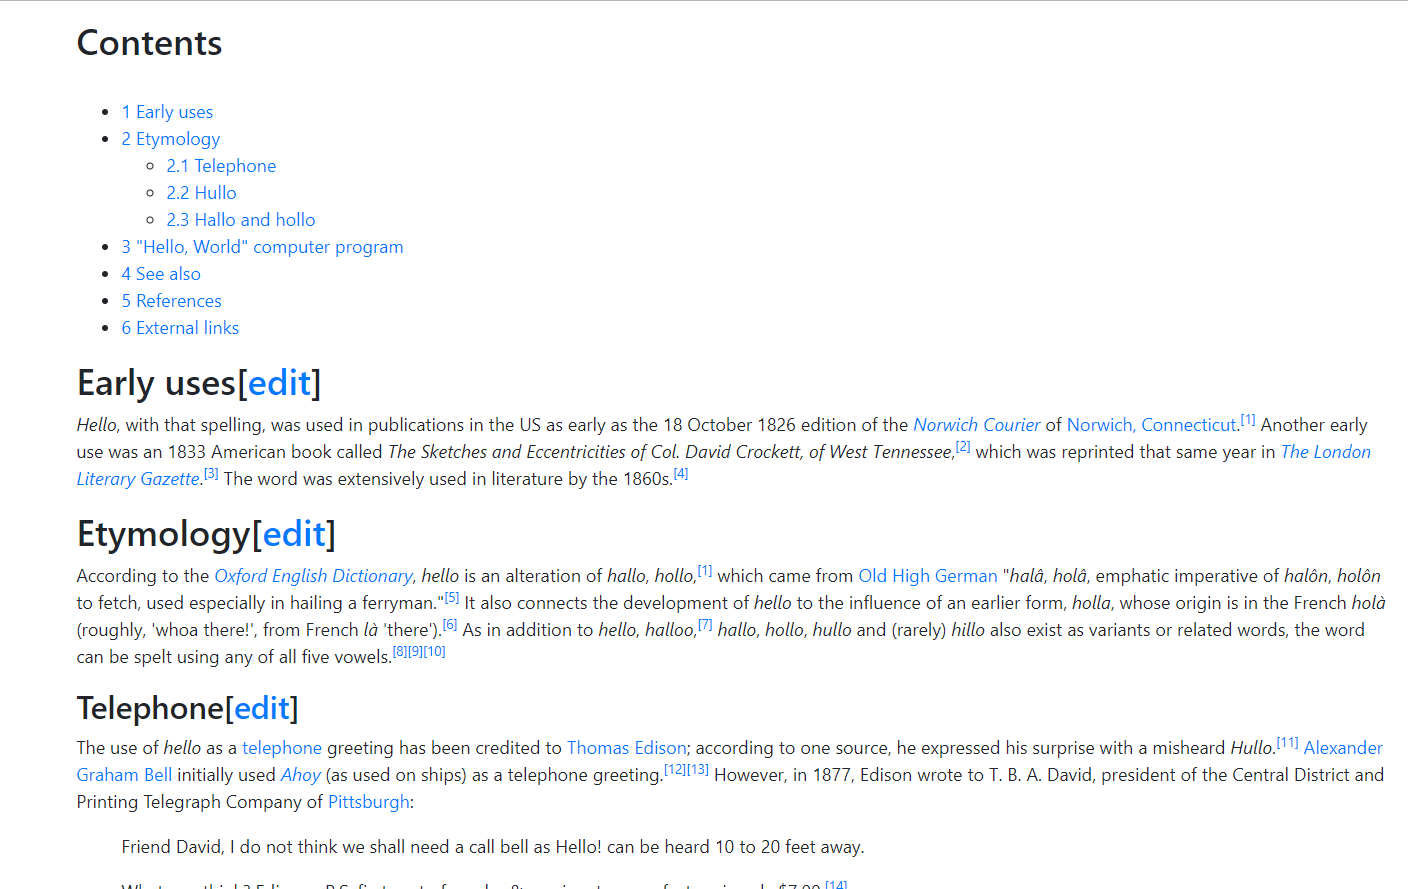 Contents
1 Early uses
2 Etymology
2.1 Telephone
2.2 Hullo
2.3 Hallo and hollo
3 "Hello, World" computer program
4 See also
5 References
6 External links
Early uses[edit]
Hello, with that spelling, was used in publications in the US as early as the 18 October 1826 edition of the Norwich Courier of Norwich, Connecticut.[1] Another early
use was an 1833 American book called The Sketches and Eccentricities of Col. David Crockett, of West Tennessee,[2] which was reprinted that same year in The London
Literary Gazette.[3] The word was extensively used in literature by the 1860s.[4]
Etymology[edit]
According to the Oxford English Dictionary, hello is an alteration of hallo, hollo,[1] which came from Old High German "halâ, holâ, emphatic imperative of halôn, holôn
to fetch, used especially in hailing a ferryman."[5] It also connects the development of hello to the influence of an earlier form, holla, whose origin is in the French holà
(roughly, 'whoa there!', from French là 'there').[6] As in addition to hello, halloo,[7] hallo, hollo, hullo and (rarely) hillo also exist as variants or related words, the word
can be spelt using any of all five vowels.[8][9][10]
Telephone[edit]
The use of hello as a telephone greeting has been credited to Thomas Edison; according to one source, he expressed his surprise with a misheard Hullo.[11] Alexander
Graham Bell initially used Ahoy (as used on ships) as a telephone greeting.[12][13] However, in 1877, Edison wrote to T. B. A. David, president of the Central District and
Printing Telegraph Company of Pittsburgh:
Friend David, I do not think we shall need a call bell as Hello! can be heard 10 to 20 feet away.
[14]